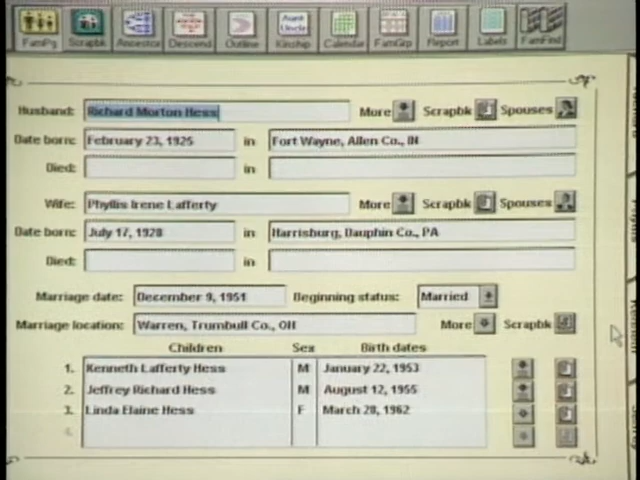 FamPg Scrapbk Ancestor Descend Outline Kinship Calendar FamGrp Report Labels FamFind
Husband: Richard Morton Hess More Scrapbk Spouses
Date born: February 23, 1925 in Fort Wayne, Allen Co., IN
Died: in
Wife: Phyllis Irene Lafferty More Scrapbk Spouses
Date born: July 17, 1928 in Harrisburg, Dauphin Co., PA
Died: in
Marriage date: December 9, 1951 Beginning status: Married
Marriage location: Warren, Trumbull Co., OH More Scrapbk
Children Sex Birth dates
1. Kenneth Lafferty Hess M January 22, 1953
2. Jeffrey Richard Hess M August 12, 1955
3. Linda Elaine Hess F March 28, 1962
4.